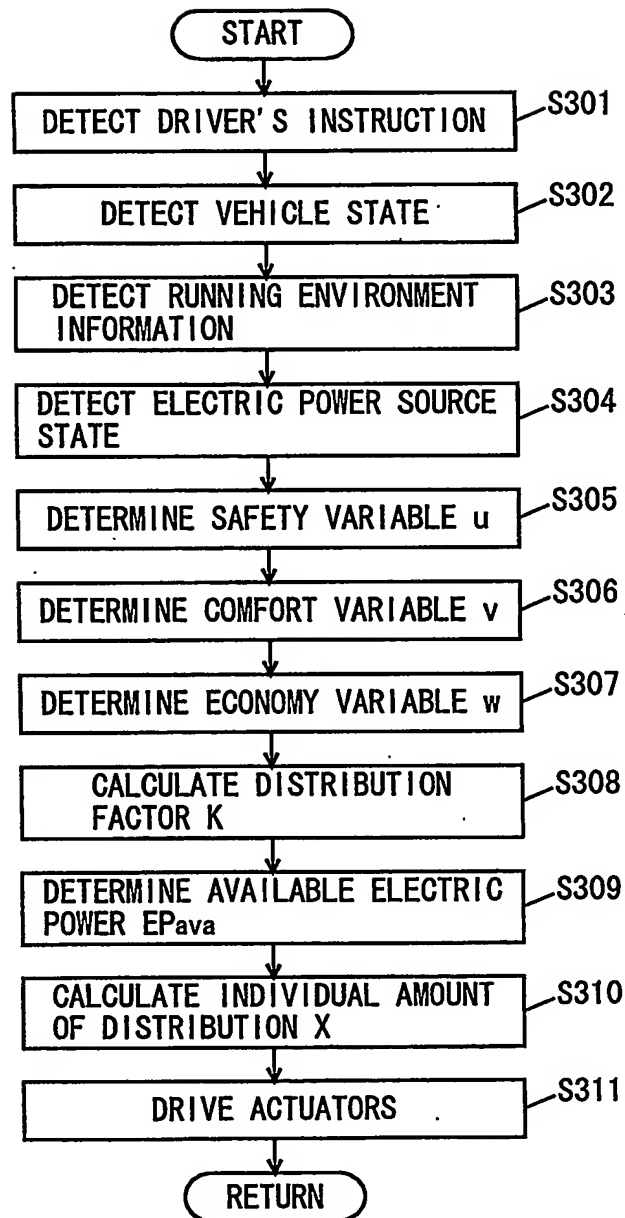 START
DETECT DRIVER'S INSTRUCTION
S301
DETECT VEHICLE STATE
S302
DETECT RUNNING ENVIRONMENT
INFORMATION
S303
DETECT ELECTRIC POWER SOURCE
STATE
S304
DETERMINE SAFETY VARIABLE u
S305
DETERMINE COMFORT VARIABLE v
S306
DETERMINE ECONOMY VARIABLE w
S307
CALCULATE DISTRIBUTION
FACTOR K
S308
DETERMINE AVAILABLE ELECTRIC
POWER EPava
S309
CALCULATE INDIVIDUAL AMOUNT
OF DISTRIBUTION X
S310
DRIVE ACTUATORS
S311
RETURN